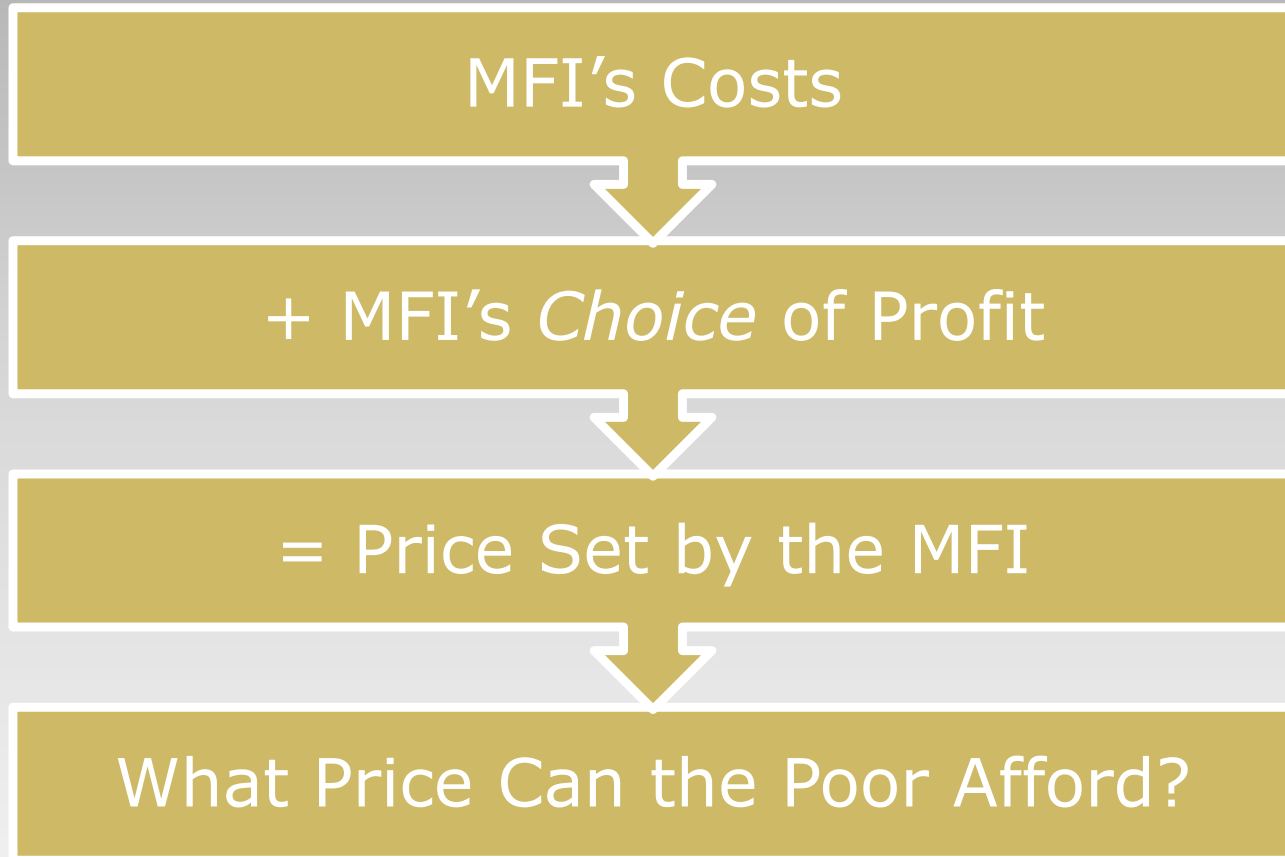 MFI’s Costs
+ MFI’s Choice of Profit
= Price Set by the MFI
What Price Can the Poor Afford?